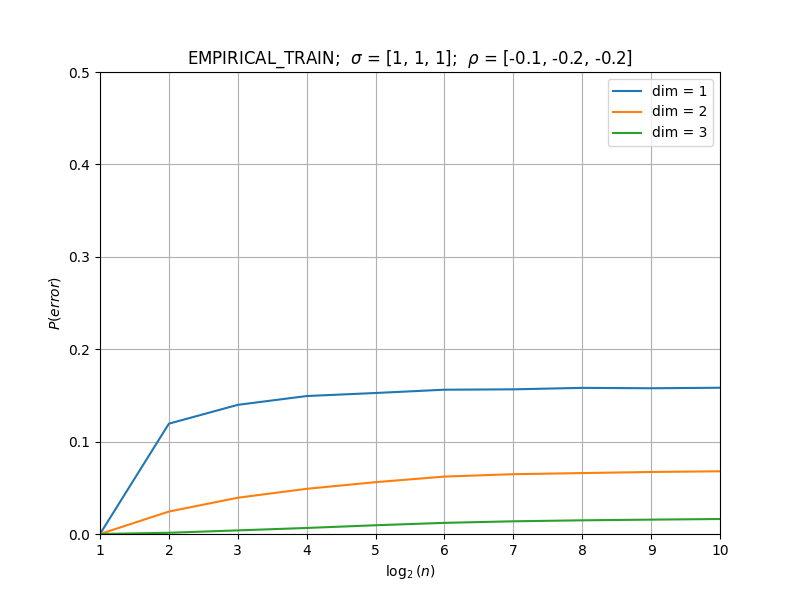 EMPIRICAL_TRAIN; σ = [1, 1, 1]; ρ = [-0.1, -0.2, -0.2]
dim = 1
dim = 2
dim = 3
P(error)
0.5
0.4
0.3
0.2
0.1
0.0
1 2 3 4 5 6 7 8 9 10
log₂(n)